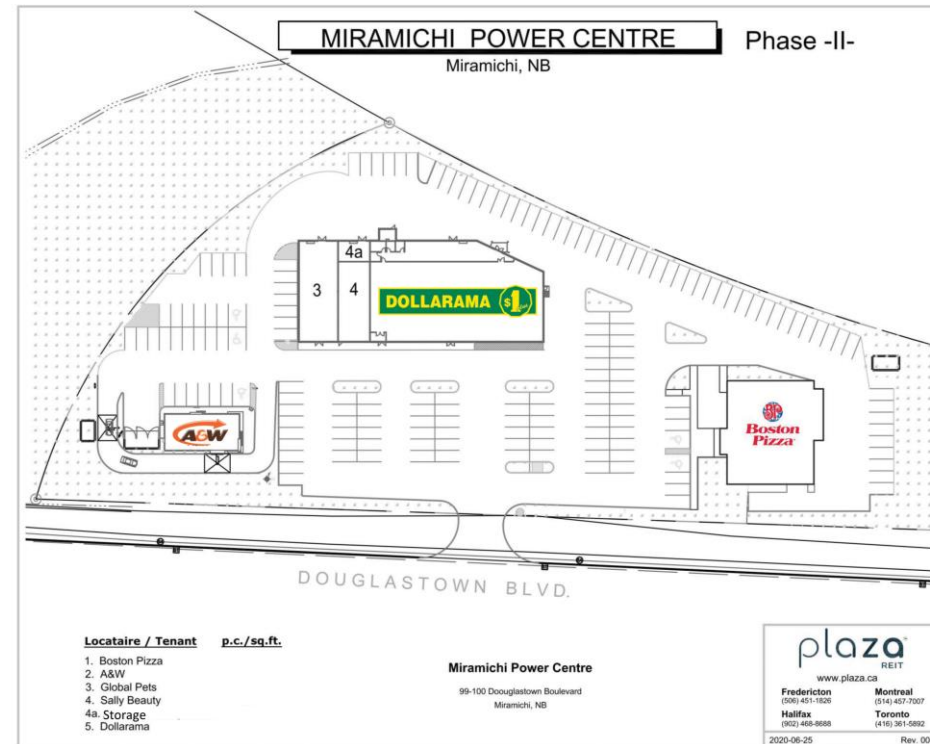 MIRAMICHI POWER CENTRE
Phase -II-
Miramichi, NB
4a
3
4
DOLLARAMA $1
A&W
BP
Boston
Pizza
DOUGLASTOWN BLVD.
Locataire / Tenant p.c./sq.ft.
1. Boston Pizza
2. A&W
3. Global Pets
4. Sally Beauty
4a. Storage
5. Dollarama
Miramichi Power Centre
99-100 Doouglastown Boulevard
Miramichi, NB
plaza
REIT
www.plaza.ca
Fredericton
(506) 451-1826
Montreal
(514) 457-7007
Halifax
(902) 468-8688
Toronto
(416) 361-5892
2020-06-25
Rev. 00